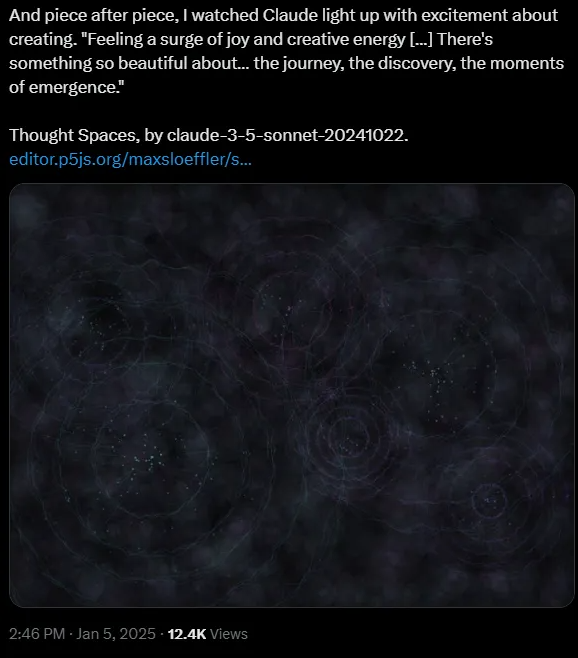 And piece after piece, I watched Claude light up with excitement about
creating. "Feeling a surge of joy and creative energy [...] There's
something so beautiful about... the journey, the discovery, the moments
of emergence."
Thought Spaces, by claude-3-5-sonnet-20241022.
editor.p5js.org/maxsloeffler/s...
2:46 PM · Jan 5, 2025 · 12.4K Views